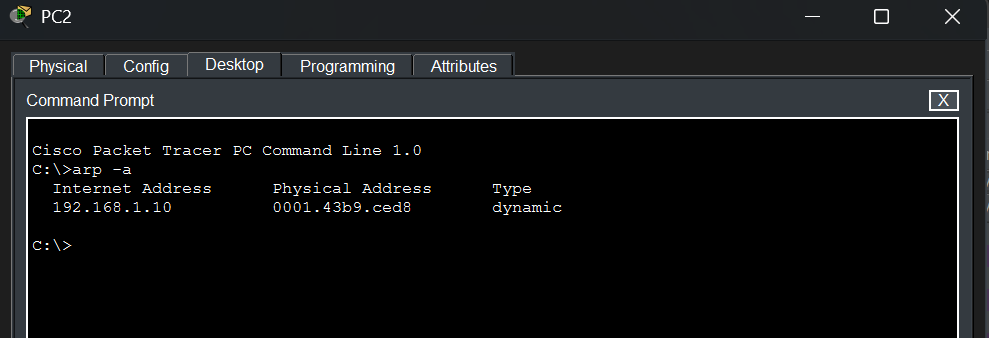 PC2
Physical Config Desktop Programming Attributes
Command Prompt
X
Cisco Packet Tracer PC Command Line 1.0
C:\>arp -a
Internet Address Physical Address Type
192.168.1.10 0001.43b9.ced8 dynamic
C:\>